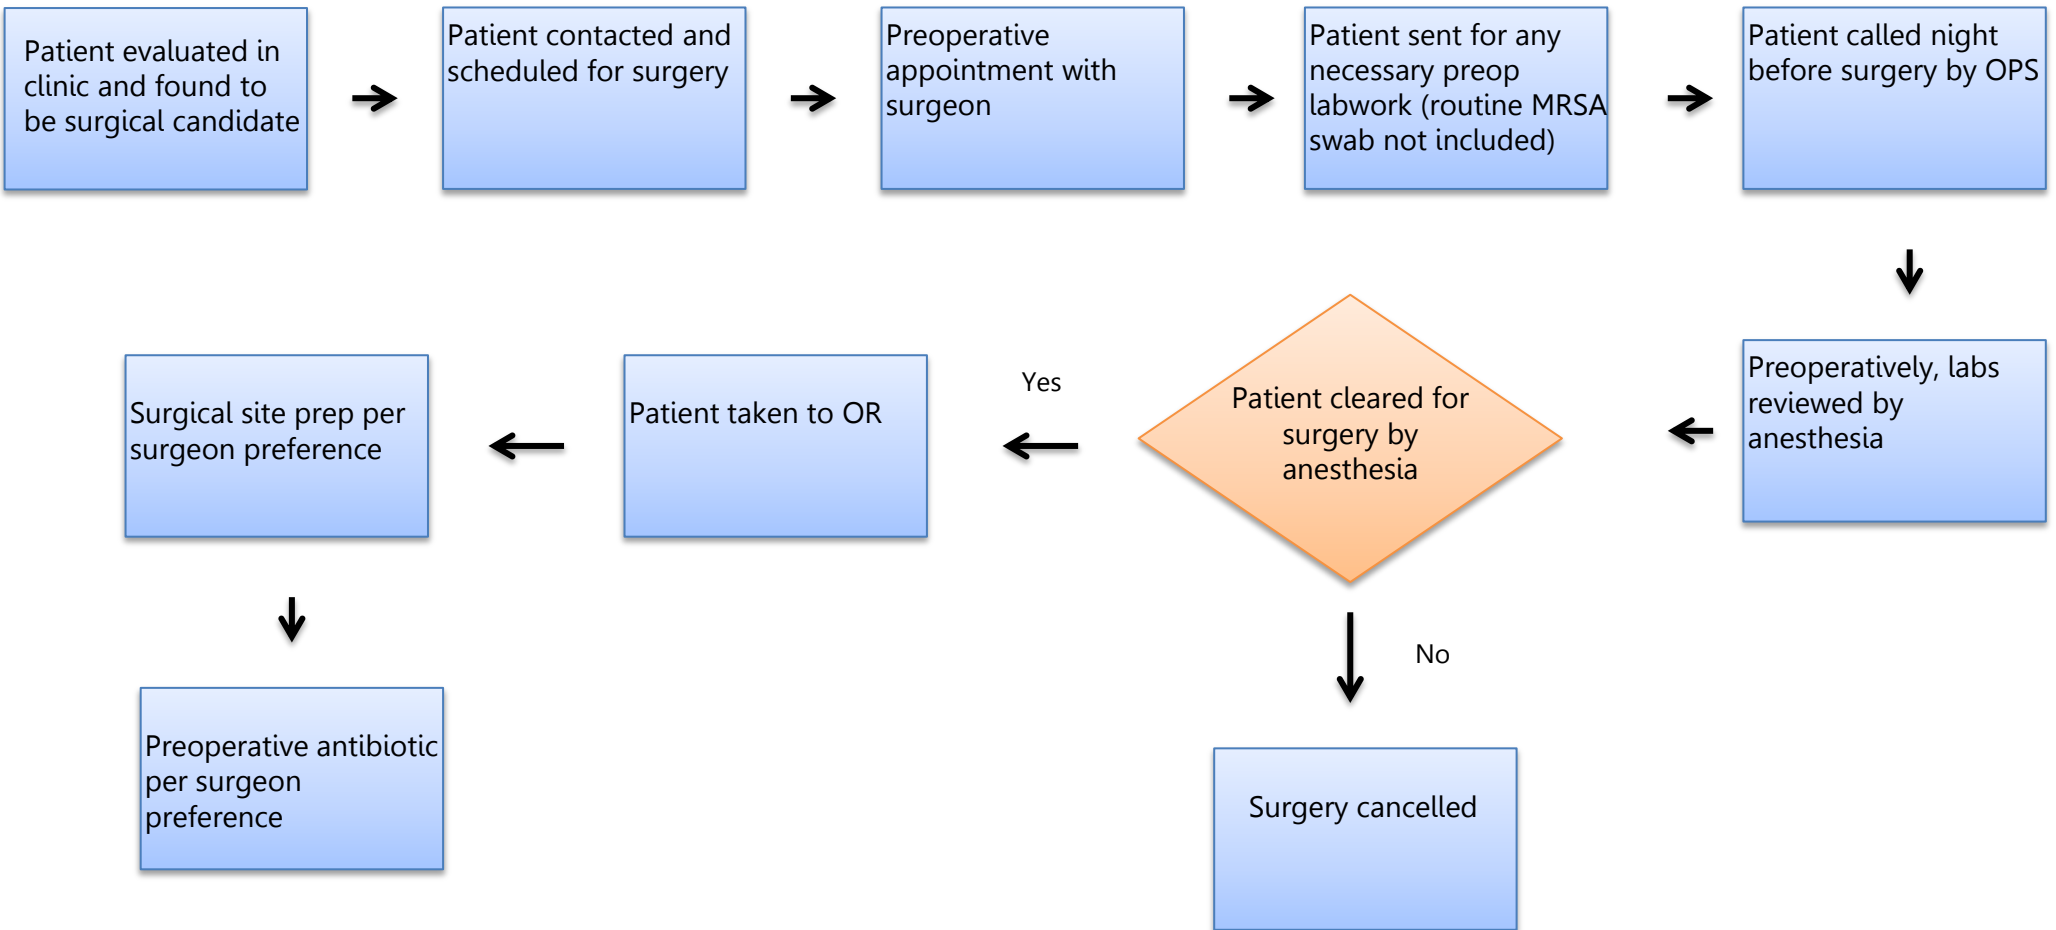 Patient evaluated in
clinic and found to
be surgical candidate
Patient contacted and
scheduled for surgery
Preoperative
appointment with
surgeon
Patient sent for any
necessary preop
labwork (routine MRSA
swab not included)
Patient called night
before surgery by OPS
Preoperatively, labs
reviewed by
anesthesia
Patient cleared for
surgery by
anesthesia
Yes
Patient taken to OR
Surgical site prep per
surgeon preference
Preoperative antibiotic
per surgeon
preference
No
Surgery cancelled